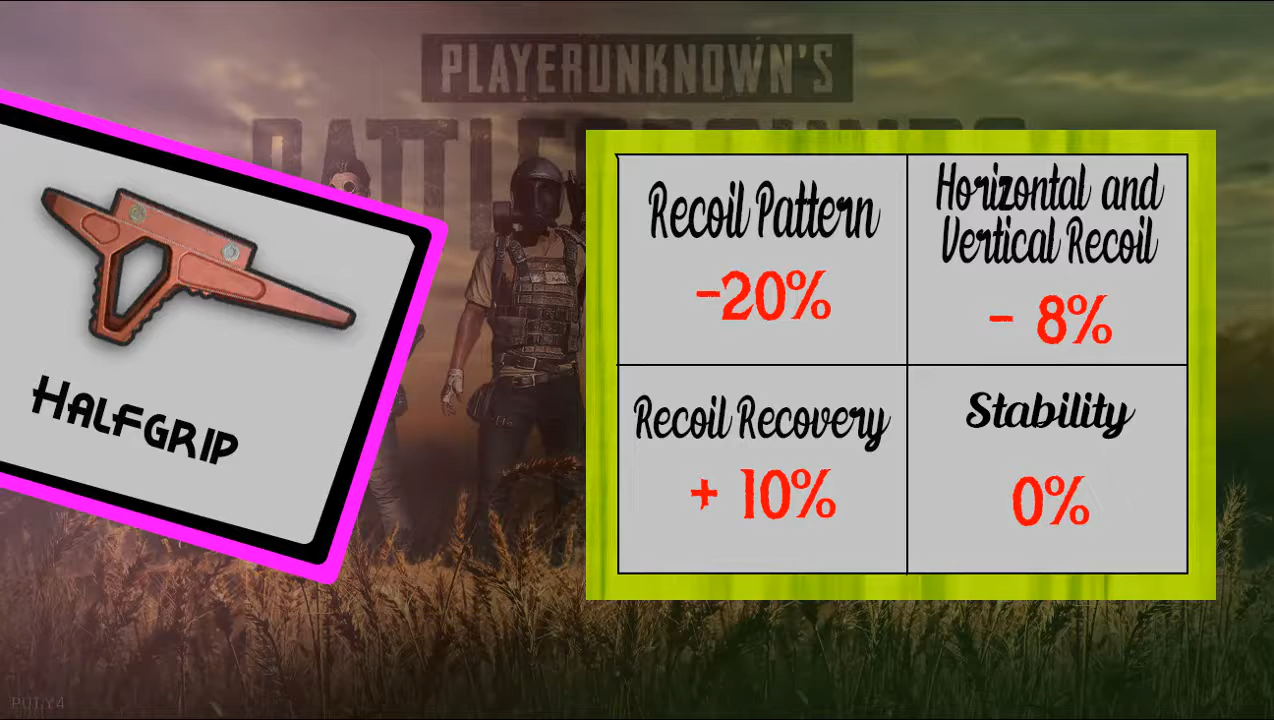 PLAYERUNKNOWN'S
HALFGRIP
Recoil Pattern
-20%
Horizontal and
Vertical Recoil
- 8%
Recoil Recovery
+ 10%
Stability
0%